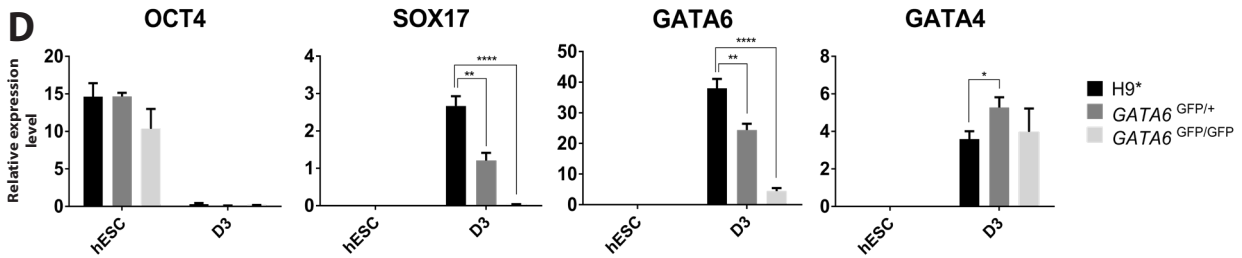 D
OCT4
SOX17
GATA6
GATA4
Relative expression
level
20
15
10
5
0
hESC
D3
4
3
2
1
0
**
****
hESC
D3
50
40
30
20
10
0
**
****
hESC
D3
8
6
4
2
0
*
hESC
D3
H9*
GATA6 GFP/+
GATA6 GFP/GFP